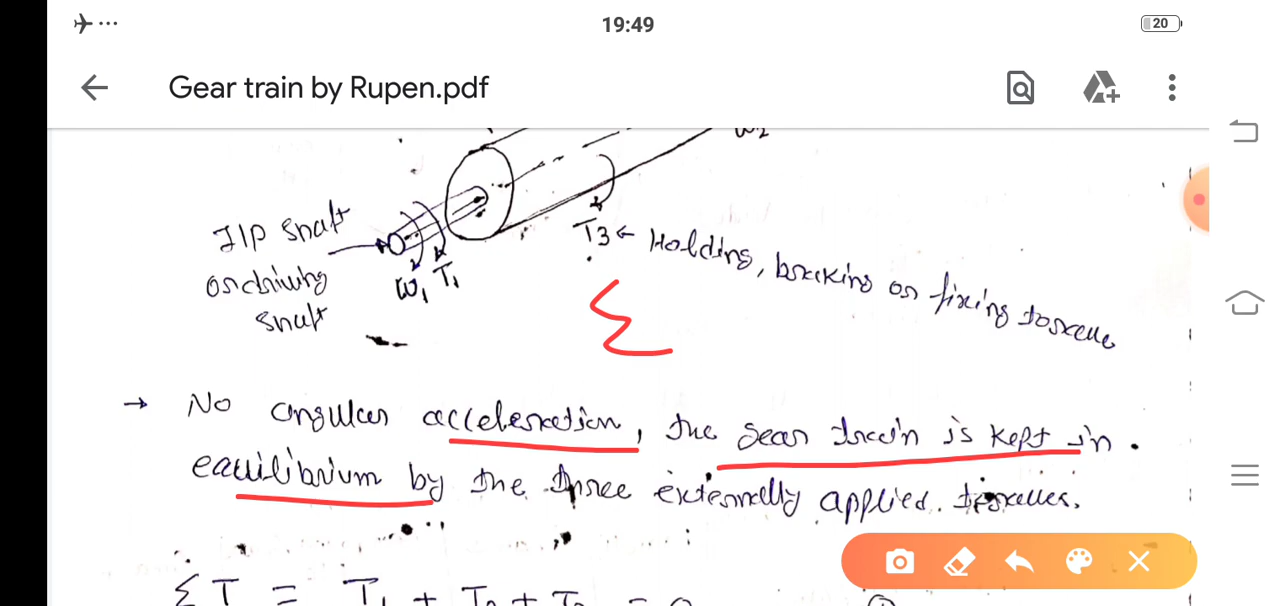 19:49
20
Gear train by Rupen.pdf
ω2
I/P shaft
or driving
shaft
ω1 T1
T3 ← Holding, braking or fixing torque
Σ
→ No angular acceleration, the gear train is kept in
equilibrium by the three externally applied torques.
ΣT = T1 + T2 + T3 = 0